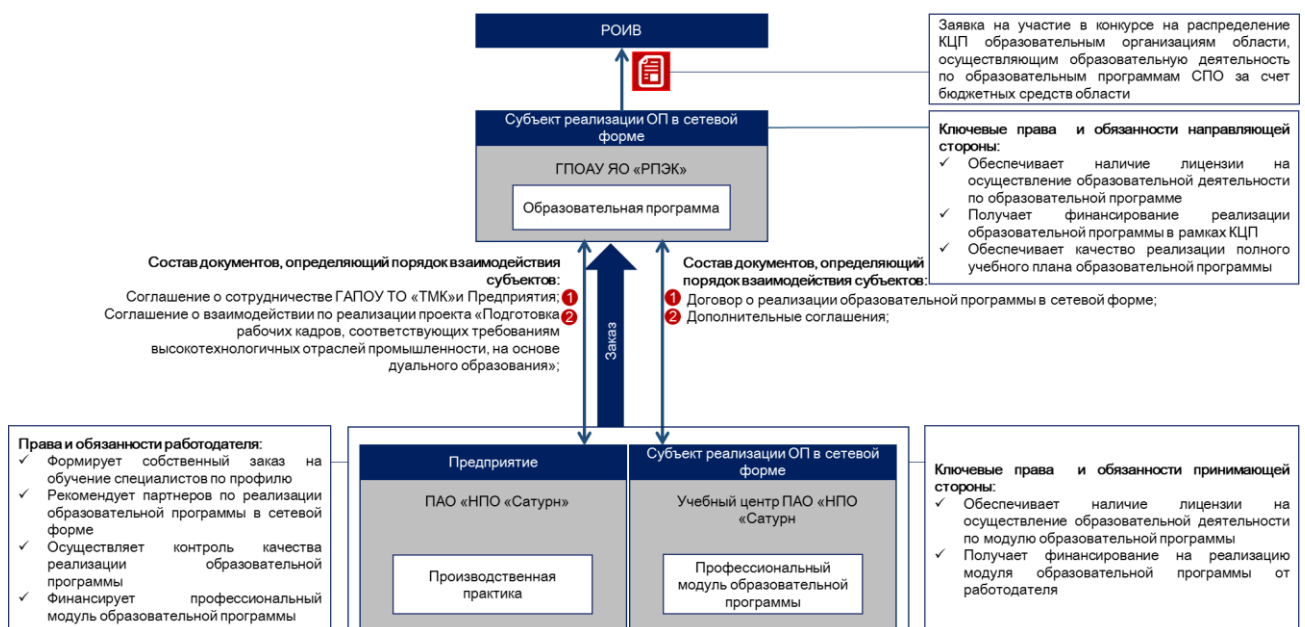 РОИВ
Заявка на участие в конкурсе на распределение
КЦП образовательным организациям области,
осуществляющим образовательную деятельность
по образовательным программам СПО за счет
бюджетных средств области
Субъект реализации ОП в сетевой
форме
ГПОАУ ЯО «РПЭК»
Образовательная программа
Ключевые права и обязанности направляющей
стороны:
✓ Обеспечивает наличие лицензии на
осуществление образовательной деятельности
по образовательной программе
✓ Получает финансирование реализации
образовательной программы в рамках КЦП
✓ Обеспечивает качество реализации полного
учебного плана образовательной программы
Состав документов, определяющий порядок взаимодействия
субъектов:
Соглашение о сотрудничестве ГАПОУ ТО «ТМК»и Предприятия; 1
Соглашение о взаимодействии по реализации проекта «Подготовка 2
рабочих кадров, соответствующих требованиям
высокотехнологичных отраслей промышленности, на основе
дуального образования»;
Заказ
Состав документов, определяющий
порядок взаимодействия субъектов:
1 Договор о реализации образовательной программы в сетевой форме;
2 Дополнительные соглашения;
Права и обязанности работодателя:
✓ Формирует собственный заказ на
обучение специалистов по профилю
✓ Рекомендует партнеров по реализации
образовательной программы в сетевой
форме
✓ Осуществляет контроль качества
реализации образовательной
программы
✓ Финансирует профессиональный
модуль образовательной программы
Предприятие
ПАО «НПО «Сатурн»
Производственная
практика
Субъект реализации ОП в сетевой
форме
Учебный центр ПАО «НПО
«Сатурн
Профессиональный
модуль образовательной
программы
Ключевые права и обязанности принимающей
стороны:
✓ Обеспечивает наличие лицензии на
осуществление образовательной деятельности
по модулю образовательной программы
✓ Получает финансирование на реализацию
модуля образовательной программы от
работодателя